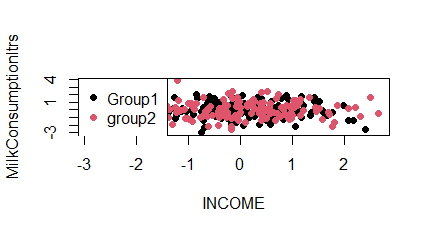 MilkConsumptionltrs
4
1
-3
Group1
group2
-3 -2 -1 0 1 2
INCOME